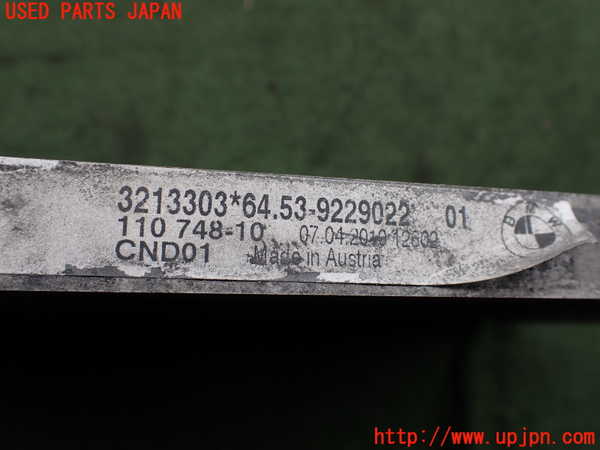 USED PARTS JAPAN
3213303*64.53-9229022 01
110 748-10 07.04.2010 12602
CND01 Made in Austria
BMW
http://www.upjpn.com/